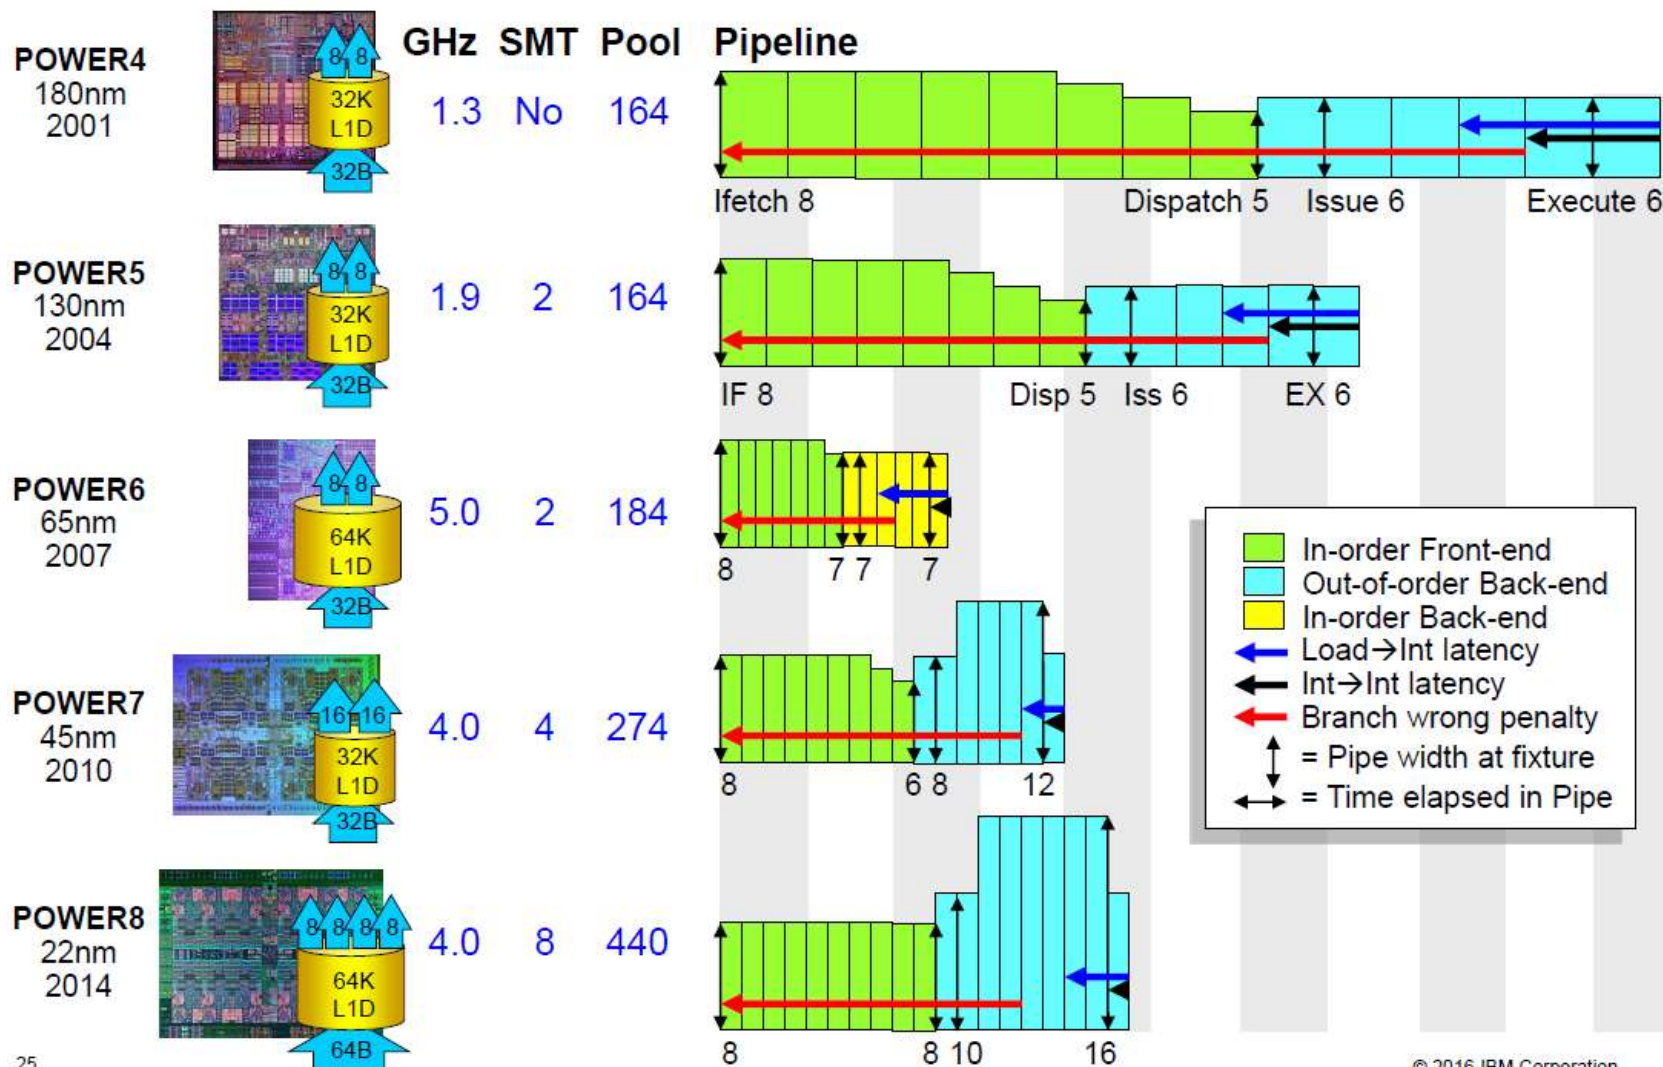 GHz SMT Pool Pipeline
POWER4
180nm
2001
8 8
32K
L1D
32B
1.3 No 164
Ifetch 8 Dispatch 5 Issue 6 Execute 6
POWER5
130nm
2004
8 8
32K
L1D
32B
1.9 2 164
IF 8 Disp 5 Iss 6 EX 6
POWER6
65nm
2007
8 8
64K
L1D
32B
5.0 2 184
8 7 7 7
POWER7
45nm
2010
16 16
32K
L1D
32B
4.0 4 274
8 6 8 12
POWER8
22nm
2014
8 8 8 8
64K
L1D
64B
4.0 8 440
8 8 10 16
In-order Front-end
Out-of-order Back-end
In-order Back-end
Load→Int latency
Int→Int latency
Branch wrong penalty
= Pipe width at fixture
= Time elapsed in Pipe
25
© 2016 IBM Corporation